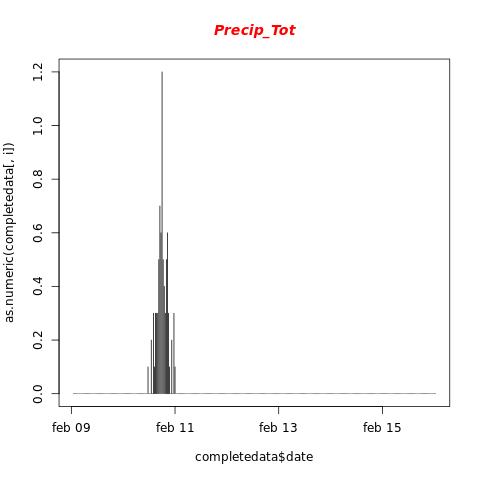 Precip_Tot
1.2
1.0
0.8
0.6
0.4
0.2
0.0
as.numeric(completedata[, i])
feb 09 feb 11 feb 13 feb 15
completedata$date